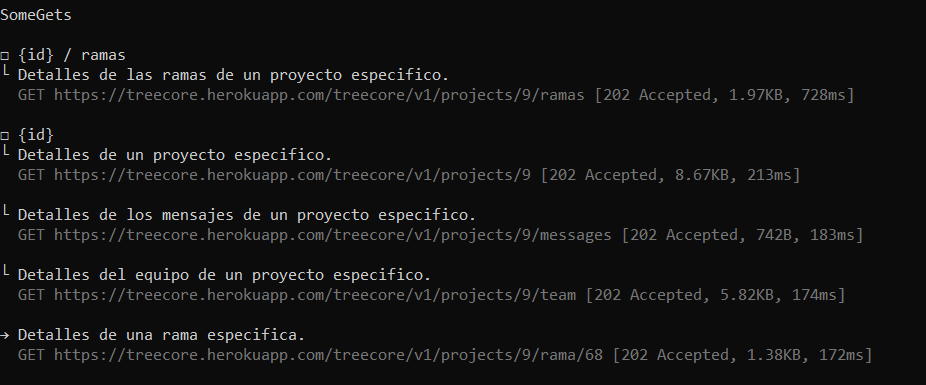 SomeGets
□ {id} / ramas
└ Detalles de las ramas de un proyecto especifico.
GET https://treecore.herokuapp.com/treecore/v1/projects/9/ramas [202 Accepted, 1.97KB, 728ms]
□ {id}
└ Detalles de un proyecto especifico.
GET https://treecore.herokuapp.com/treecore/v1/projects/9 [202 Accepted, 8.67KB, 213ms]
└ Detalles de los mensajes de un proyecto especifico.
GET https://treecore.herokuapp.com/treecore/v1/projects/9/messages [202 Accepted, 742B, 183ms]
└ Detalles del equipo de un proyecto especifico.
GET https://treecore.herokuapp.com/treecore/v1/projects/9/team [202 Accepted, 5.82KB, 174ms]
→ Detalles de una rama especifica.
GET https://treecore.herokuapp.com/treecore/v1/projects/9/rama/68 [202 Accepted, 1.38KB, 172ms]